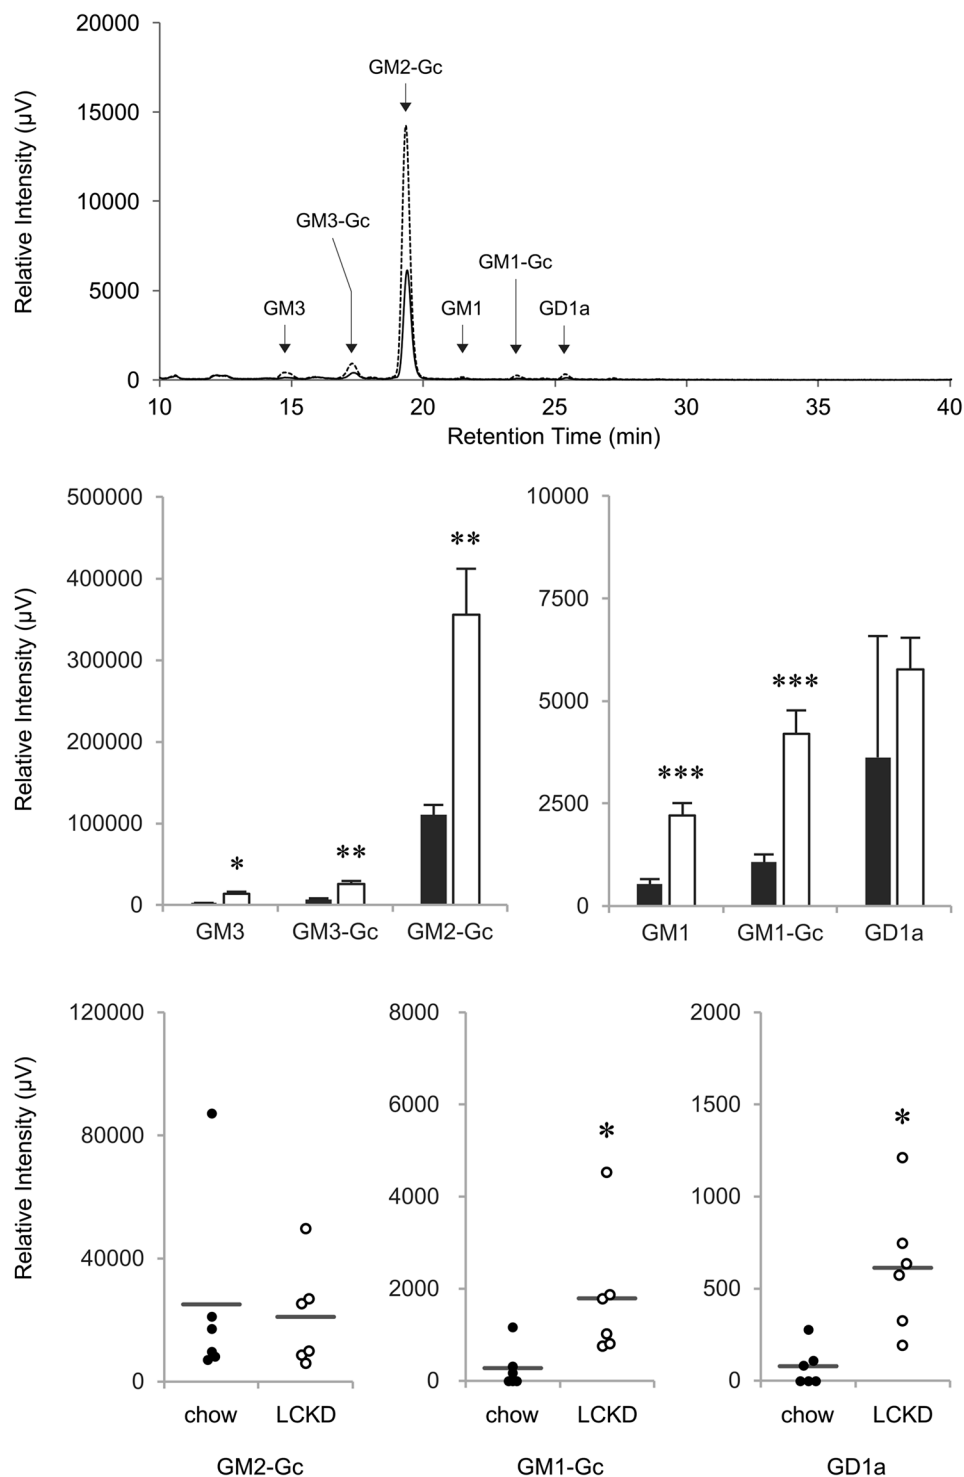 20000
15000
10000
5000
0
Relative Intensity (µV)
GM2-Gc
GM3-Gc
GM1-Gc
GM3
GM1
GD1a
10
15
20
25
30
35
40
Retention Time (min)
500000
400000
300000
200000
100000
0
Relative Intensity (µV)
*
**
**
GM3
GM3-Gc
GM2-Gc
10000
7500
5000
2500
0
***
***
GM1
GM1-Gc
GD1a
120000
80000
40000
0
Relative Intensity (µV)
chow
LCKD
GM2-Gc
8000
6000
4000
2000
0
*
chow
LCKD
GM1-Gc
2000
1500
1000
500
0
*
chow
LCKD
GD1a